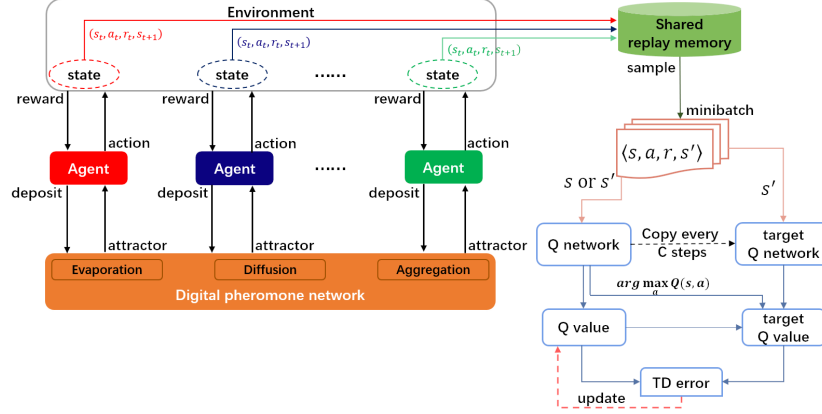 Environment
(s_t, a_t, r_t, s_{t+1})
(s_t, a_t, r_t, s_{t+1})
(s_t, a_t, r_t, s_{t+1})
state
state
......
state
reward
action
reward
action
reward
action
Agent
Agent
......
Agent
deposit
attractor
deposit
attractor
deposit
attractor
Evaporation
Diffusion
Aggregation
Digital pheromone network
Shared
replay memory
sample
minibatch
⟨s, a, r, s′⟩
s or s′
s′
Q network
Copy every
C steps
target
Q network
arg max_a Q(s, a)
Q value
target
Q value
TD error
update